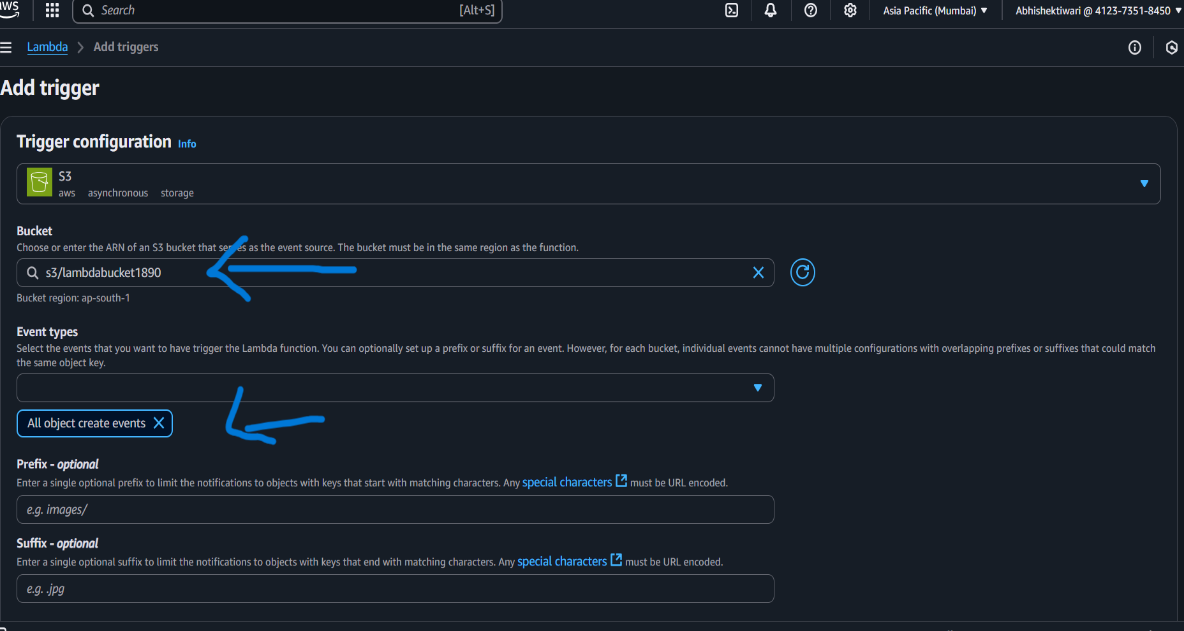 aws
Search
[Alt+S]
Asia Pacific (Mumbai)
Abhishektiwari @ 4123-7351-8450
Lambda
Add triggers
Add trigger
Trigger configuration Info
S3
aws asynchronous storage
Bucket
Choose or enter the ARN of an S3 bucket that serves as the event source. The bucket must be in the same region as the function.
s3/lambdabucket1890
Bucket region: ap-south-1
Event types
Select the events that you want to have trigger the Lambda function. You can optionally set up a prefix or suffix for an event. However, for each bucket, individual events cannot have multiple configurations with overlapping prefixes or suffixes that could match
the same object key.
All object create events
Prefix - optional
Enter a single optional prefix to limit the notifications to objects with keys that start with matching characters. Any special characters must be URL encoded.
e.g. images/
Suffix - optional
Enter a single optional suffix to limit the notifications to objects with keys that end with matching characters. Any special characters must be URL encoded.
e.g. .jpg